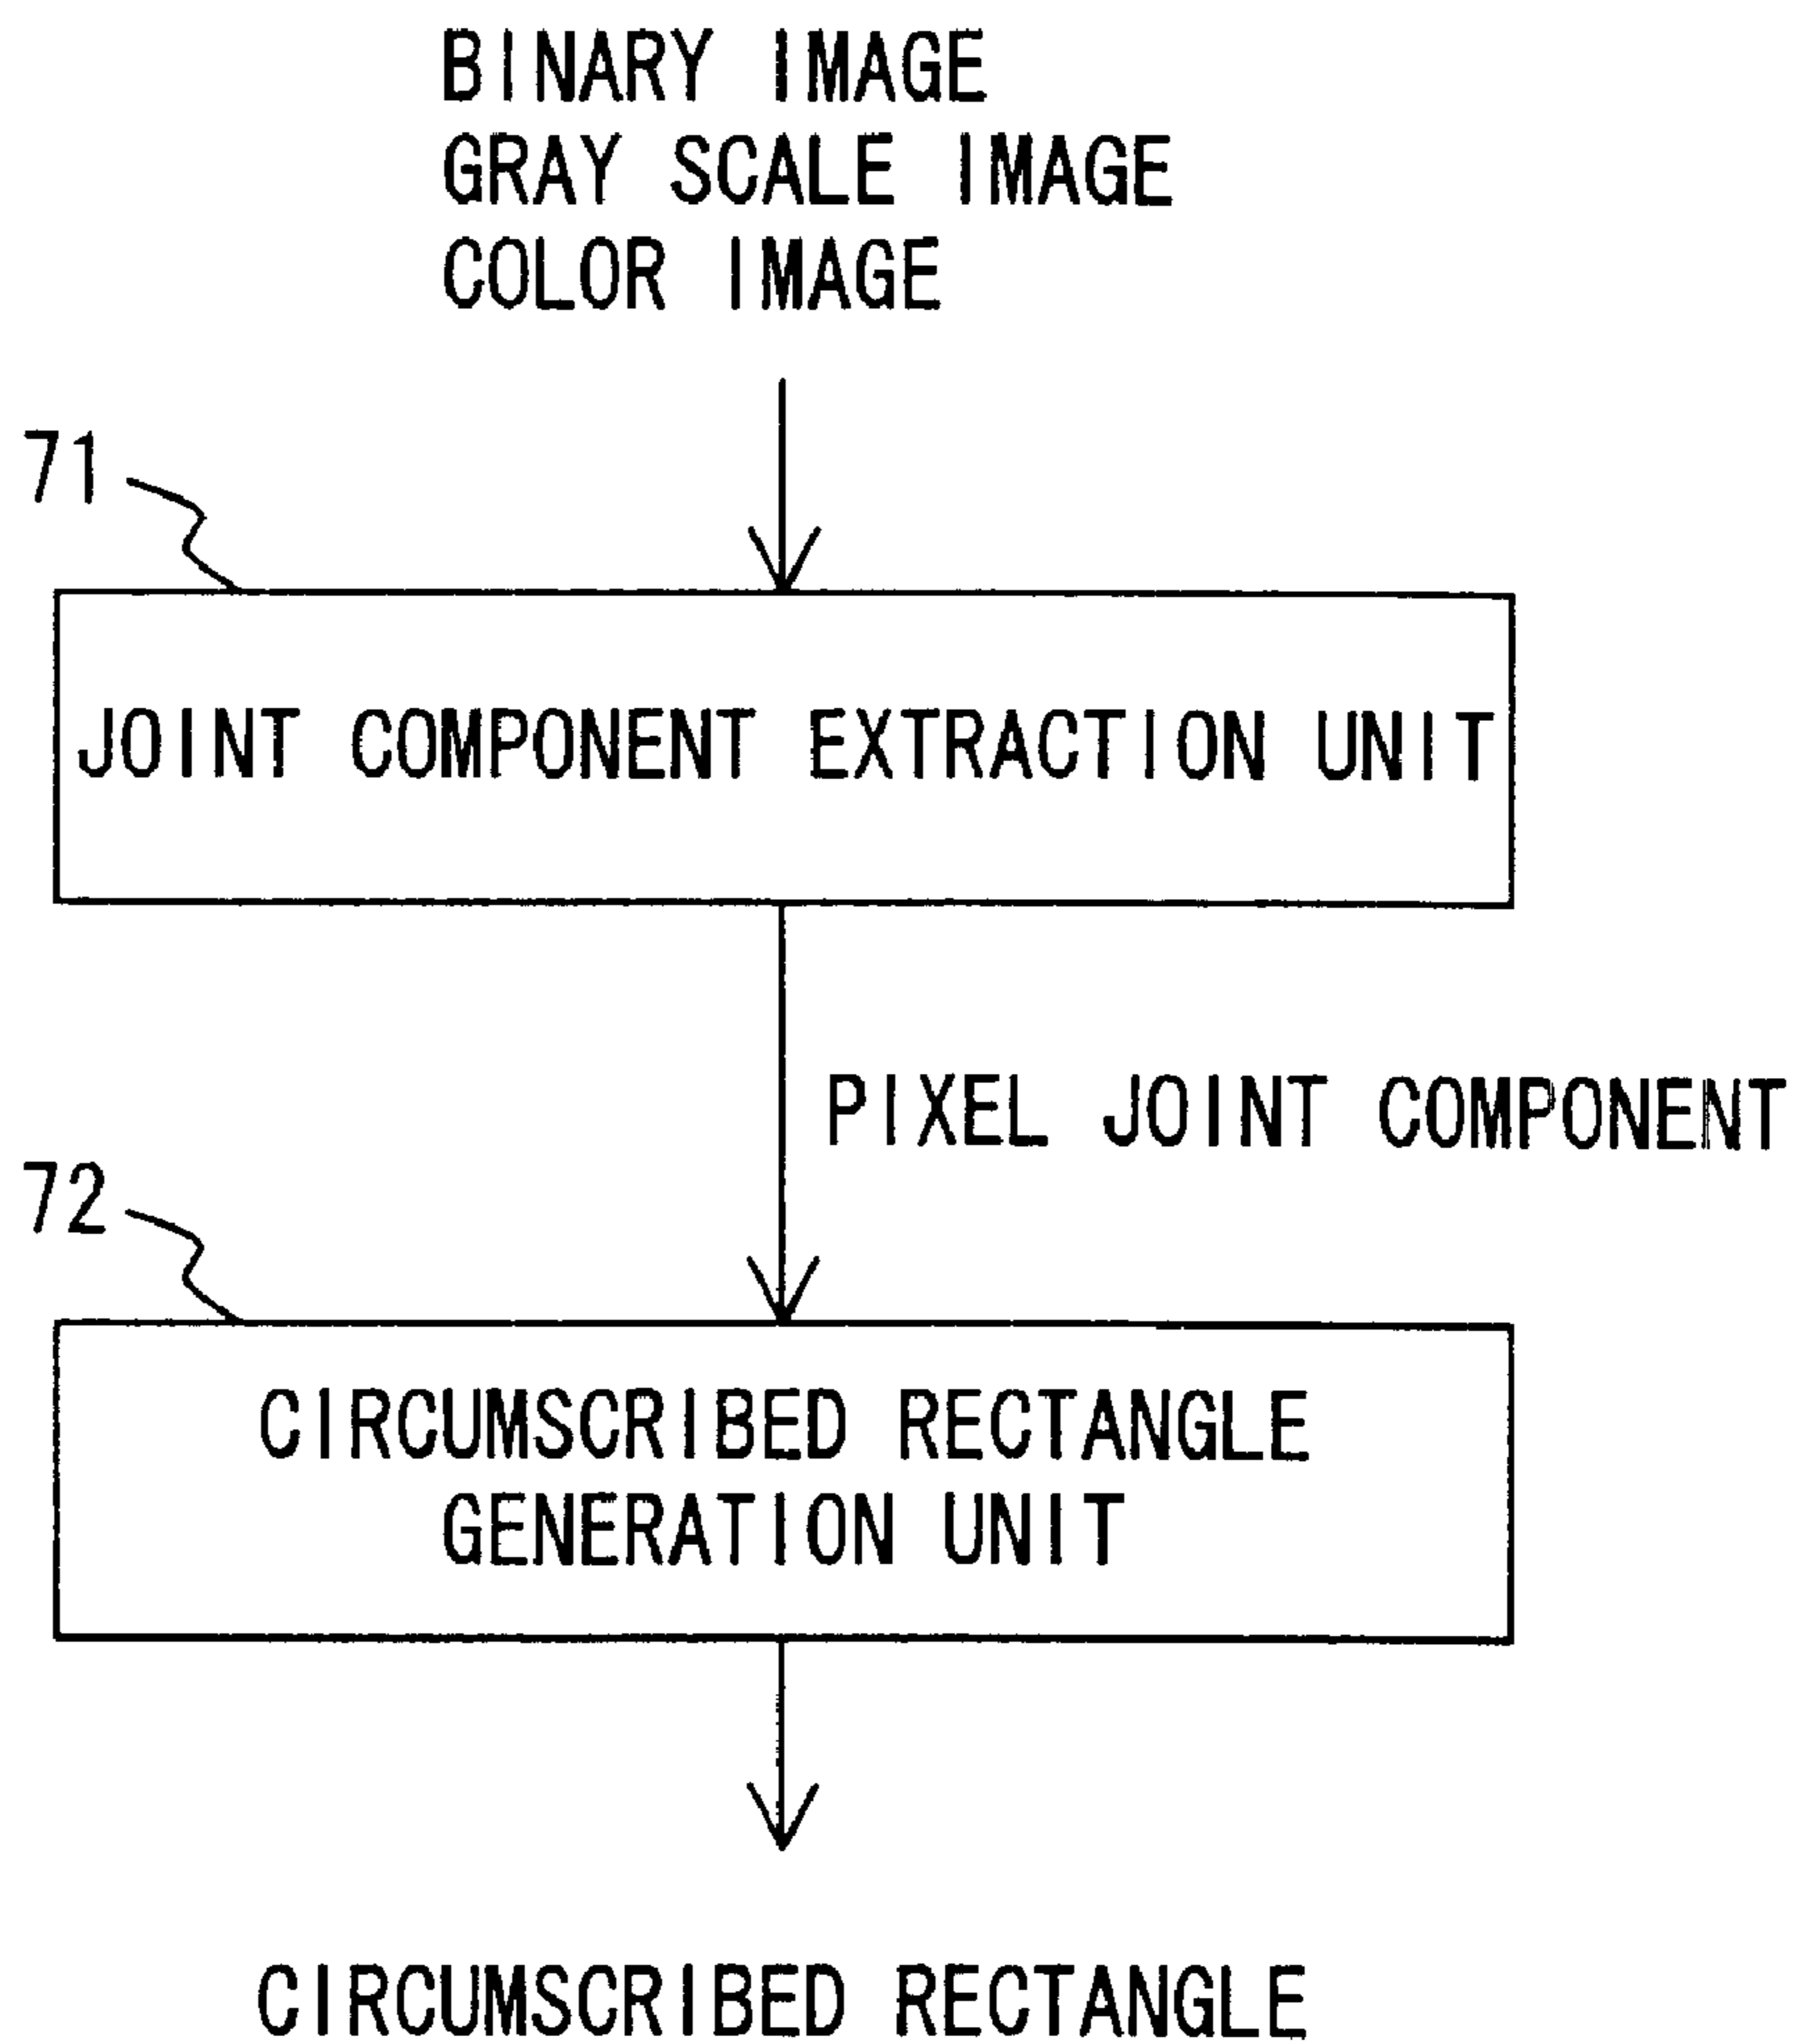 BINARY IMAGE
GRAY SCALE IMAGE
COLOR IMAGE
71
JOINT COMPONENT EXTRACTION UNIT
PIXEL JOINT COMPONENT
72
CIRCUMSCRIBED RECTANGLE
GENERATION UNIT
CIRCUMSCRIBED RECTANGLE